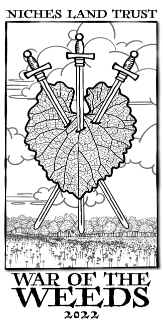 NICHES LAND TRUST
WAR OF THE
WEEDS
2022